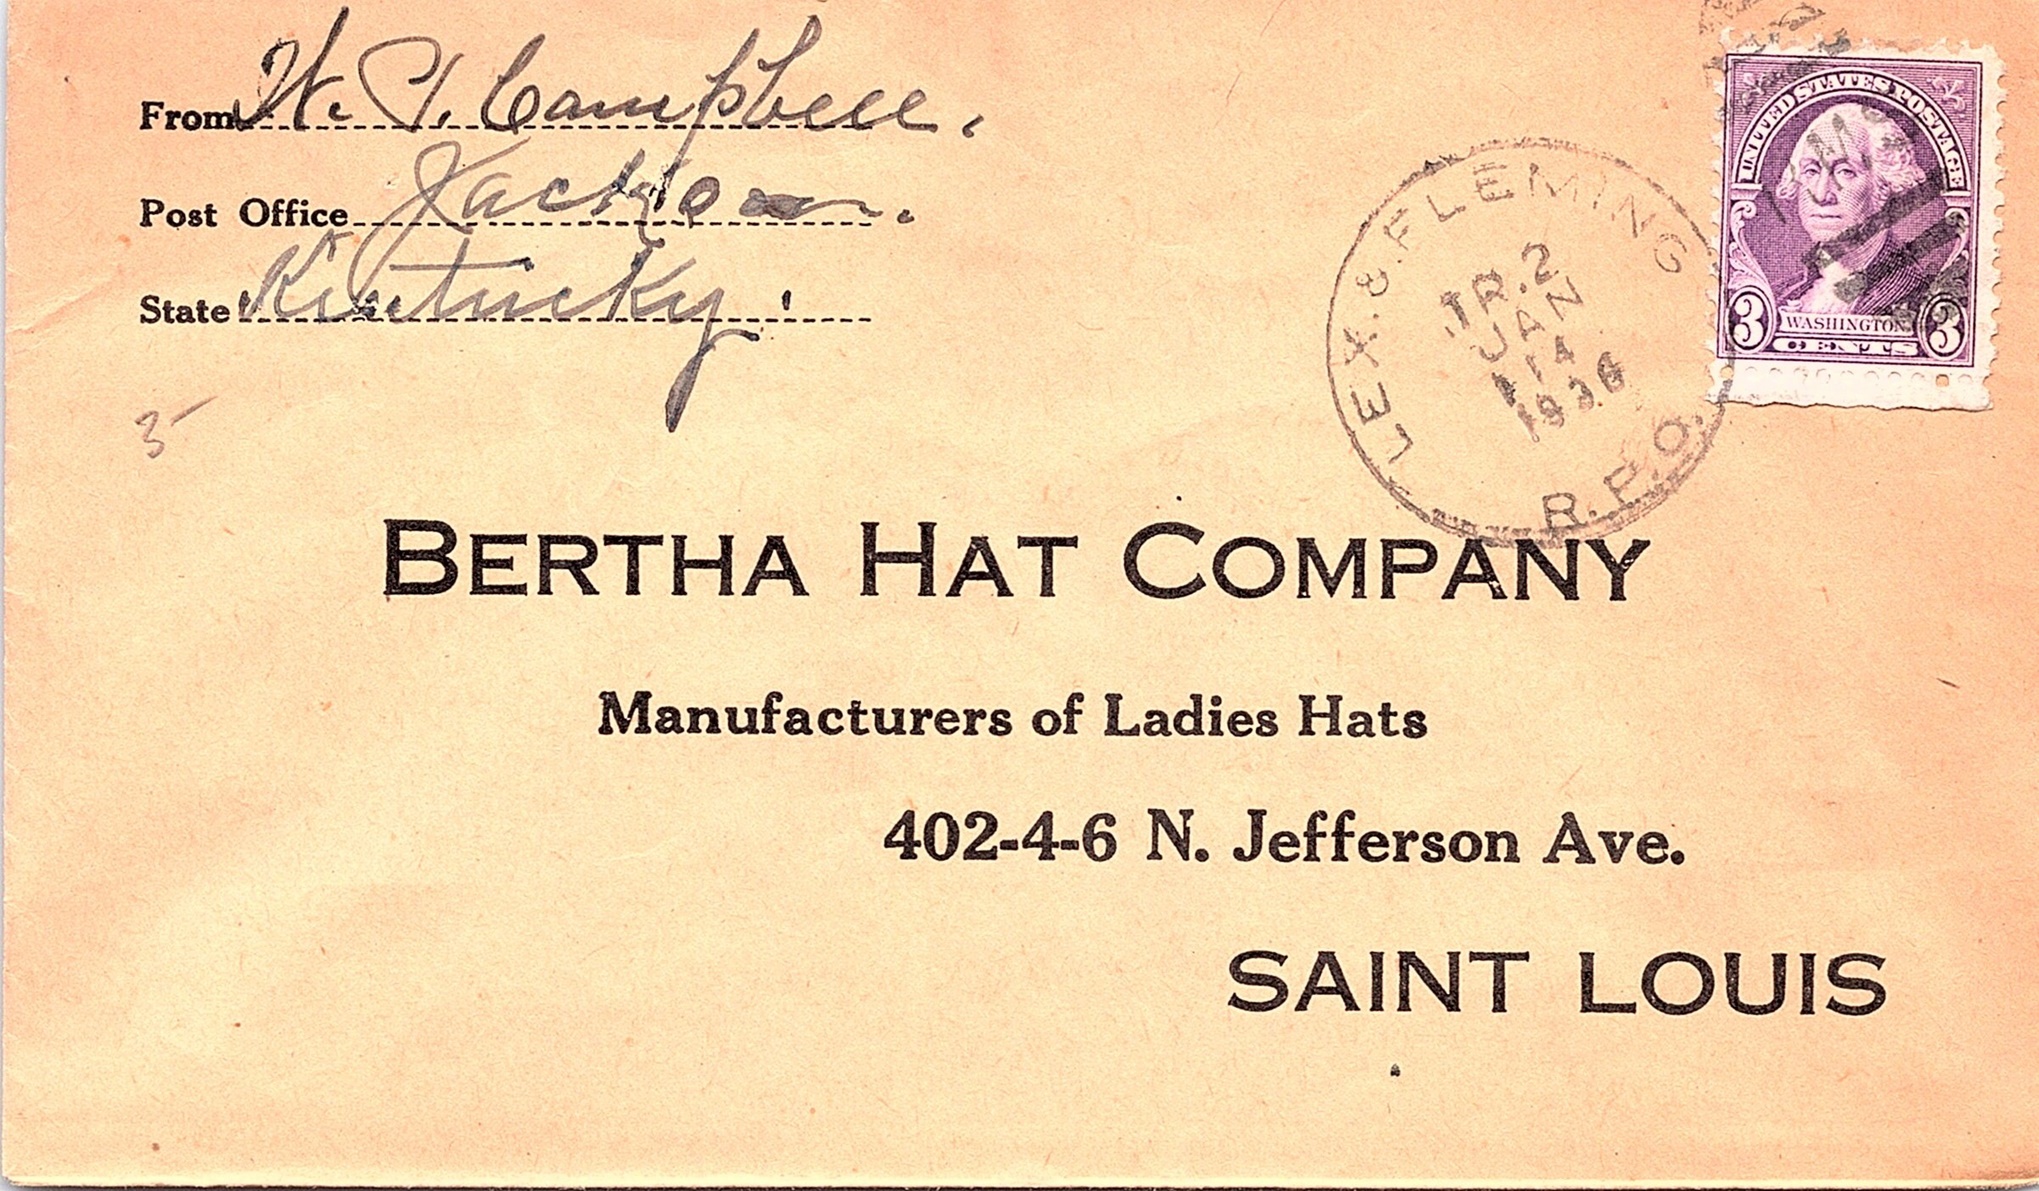 From W. T. Campbell.
Post Office Jackson.
State Kentucky.
3-
UNITED STATES POSTAGE
3 WASHINGTON 3
CENTS
LEX. & FLEMING
TR. 2
JAN
14
1936
R.P.O.
BERTHA HAT COMPANY
Manufacturers of Ladies Hats
402-4-6 N. Jefferson Ave.
SAINT LOUIS